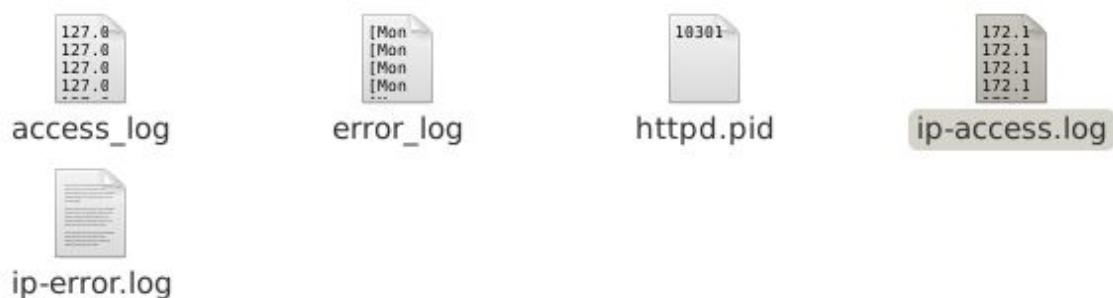 127.0
127.0
127.0
127.0
access_log
[Mon
[Mon
[Mon
[Mon
error_log
10301
httpd.pid
172.1
172.1
172.1
172.1
ip-access.log
ip-error.log